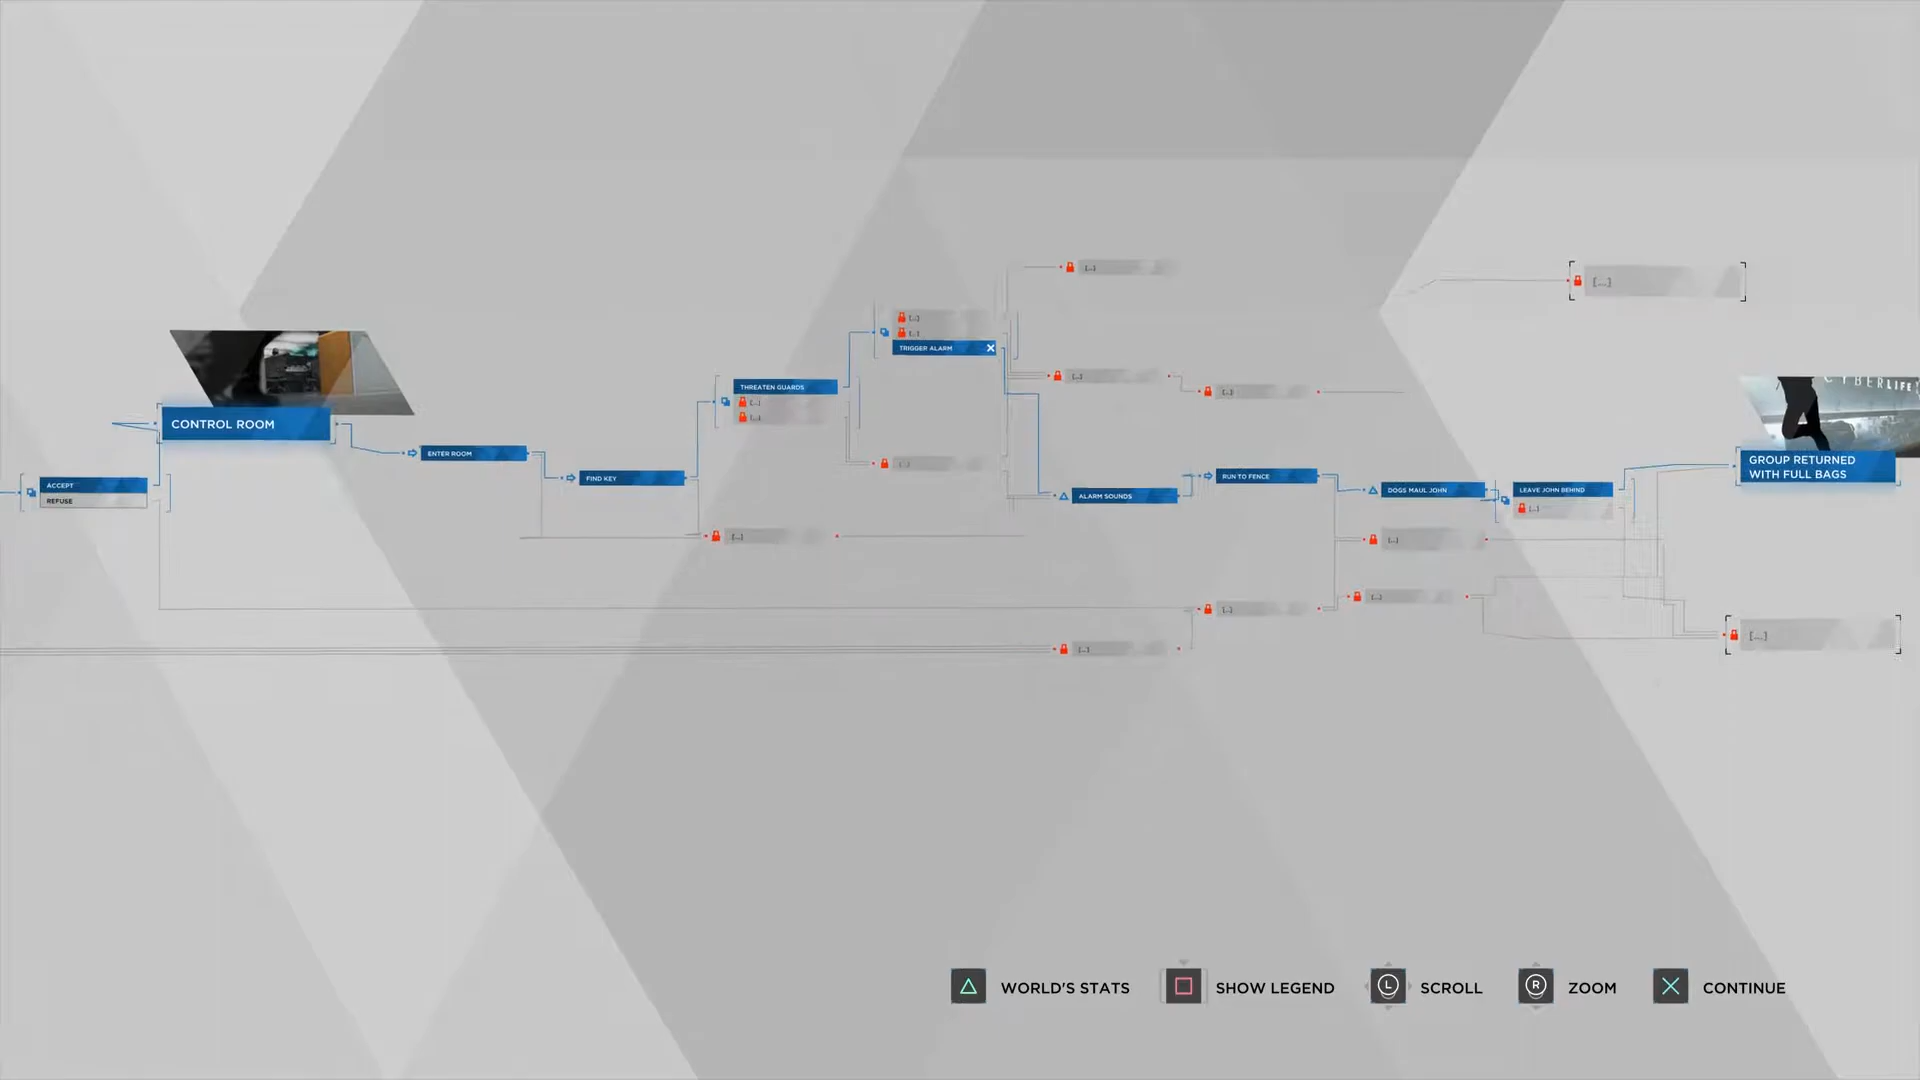 [...]
[...]
[...]
[...]
TRIGGER ALARM
[...]
[...]
THREATEN GUARDS
[...]
[...]
CYBERLIFE
CONTROL ROOM
ENTER ROOM
GROUP RETURNED
WITH FULL BAGS
[...]
FIND KEY
RUN TO FENCE
ACCEPT
REFUSE
ALARM SOUNDS
DOGS MAUL JOHN
LEAVE JOHN BEHIND
[...]
[...]
[...]
[...]
[...]
[...]
[...]
WORLD'S STATS
SHOW LEGEND
L
SCROLL
R
ZOOM
CONTINUE